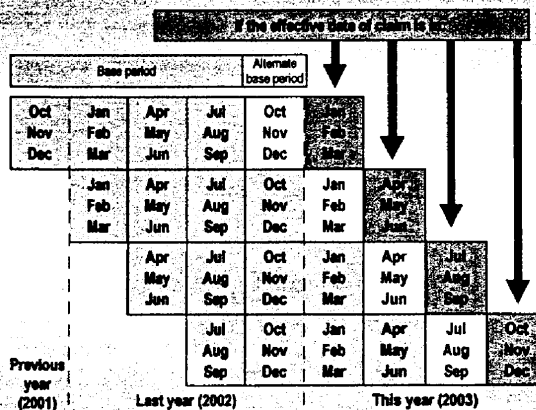 If the effective date of claim is in:
Base period
Alternate
base period)
Oct Jan Apr Jul Oct Jan
Nov Feb May Aug Nov Feb
Dec Mar Jun Sep Dec Mar
Jan Apr Jul Oct Jan Apr
Feb May Aug Nov Feb May
Mar Jun Sep Dec Mar Jun
Apr Jul Oct Jan Apr Jul
May Aug Nov Feb May Aug
Jun Sep Dec Mar Jun Sep
Jul Oct Jan Apr Jul Oct
Aug Nov Feb May Aug Nov
Sep Dec Mar Jun Sep Dec
Previous
year
(2001)
Last year (2002)
This year (2003)